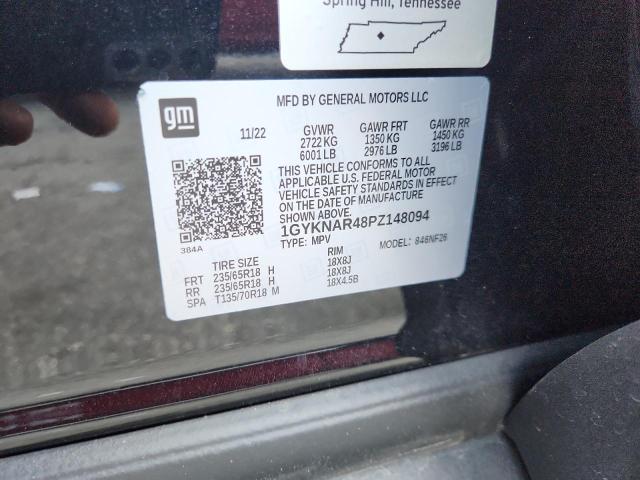 Spring Hill, Tennessee
gm
MFD BY GENERAL MOTORS LLC
11/22 GVWR GAWR FRT GAWR RR
2722 KG 1350 KG 1450 KG
6001 LB 2976 LB 3196 LB
THIS VEHICLE CONFORMS TO ALL
APPLICABLE U.S. FEDERAL MOTOR
VEHICLE SAFETY STANDARDS IN EFFECT
ON THE DATE OF MANUFACTURE
SHOWN ABOVE.
1GYKNAR48PZ148094
TYPE: MPV MODEL: 846NF26
384A
TIRE SIZE RIM
FRT 235/65R18 H 18X8J
RR 235/65R18 H 18X8J
SPA T135/70R18 M 18X4.5B